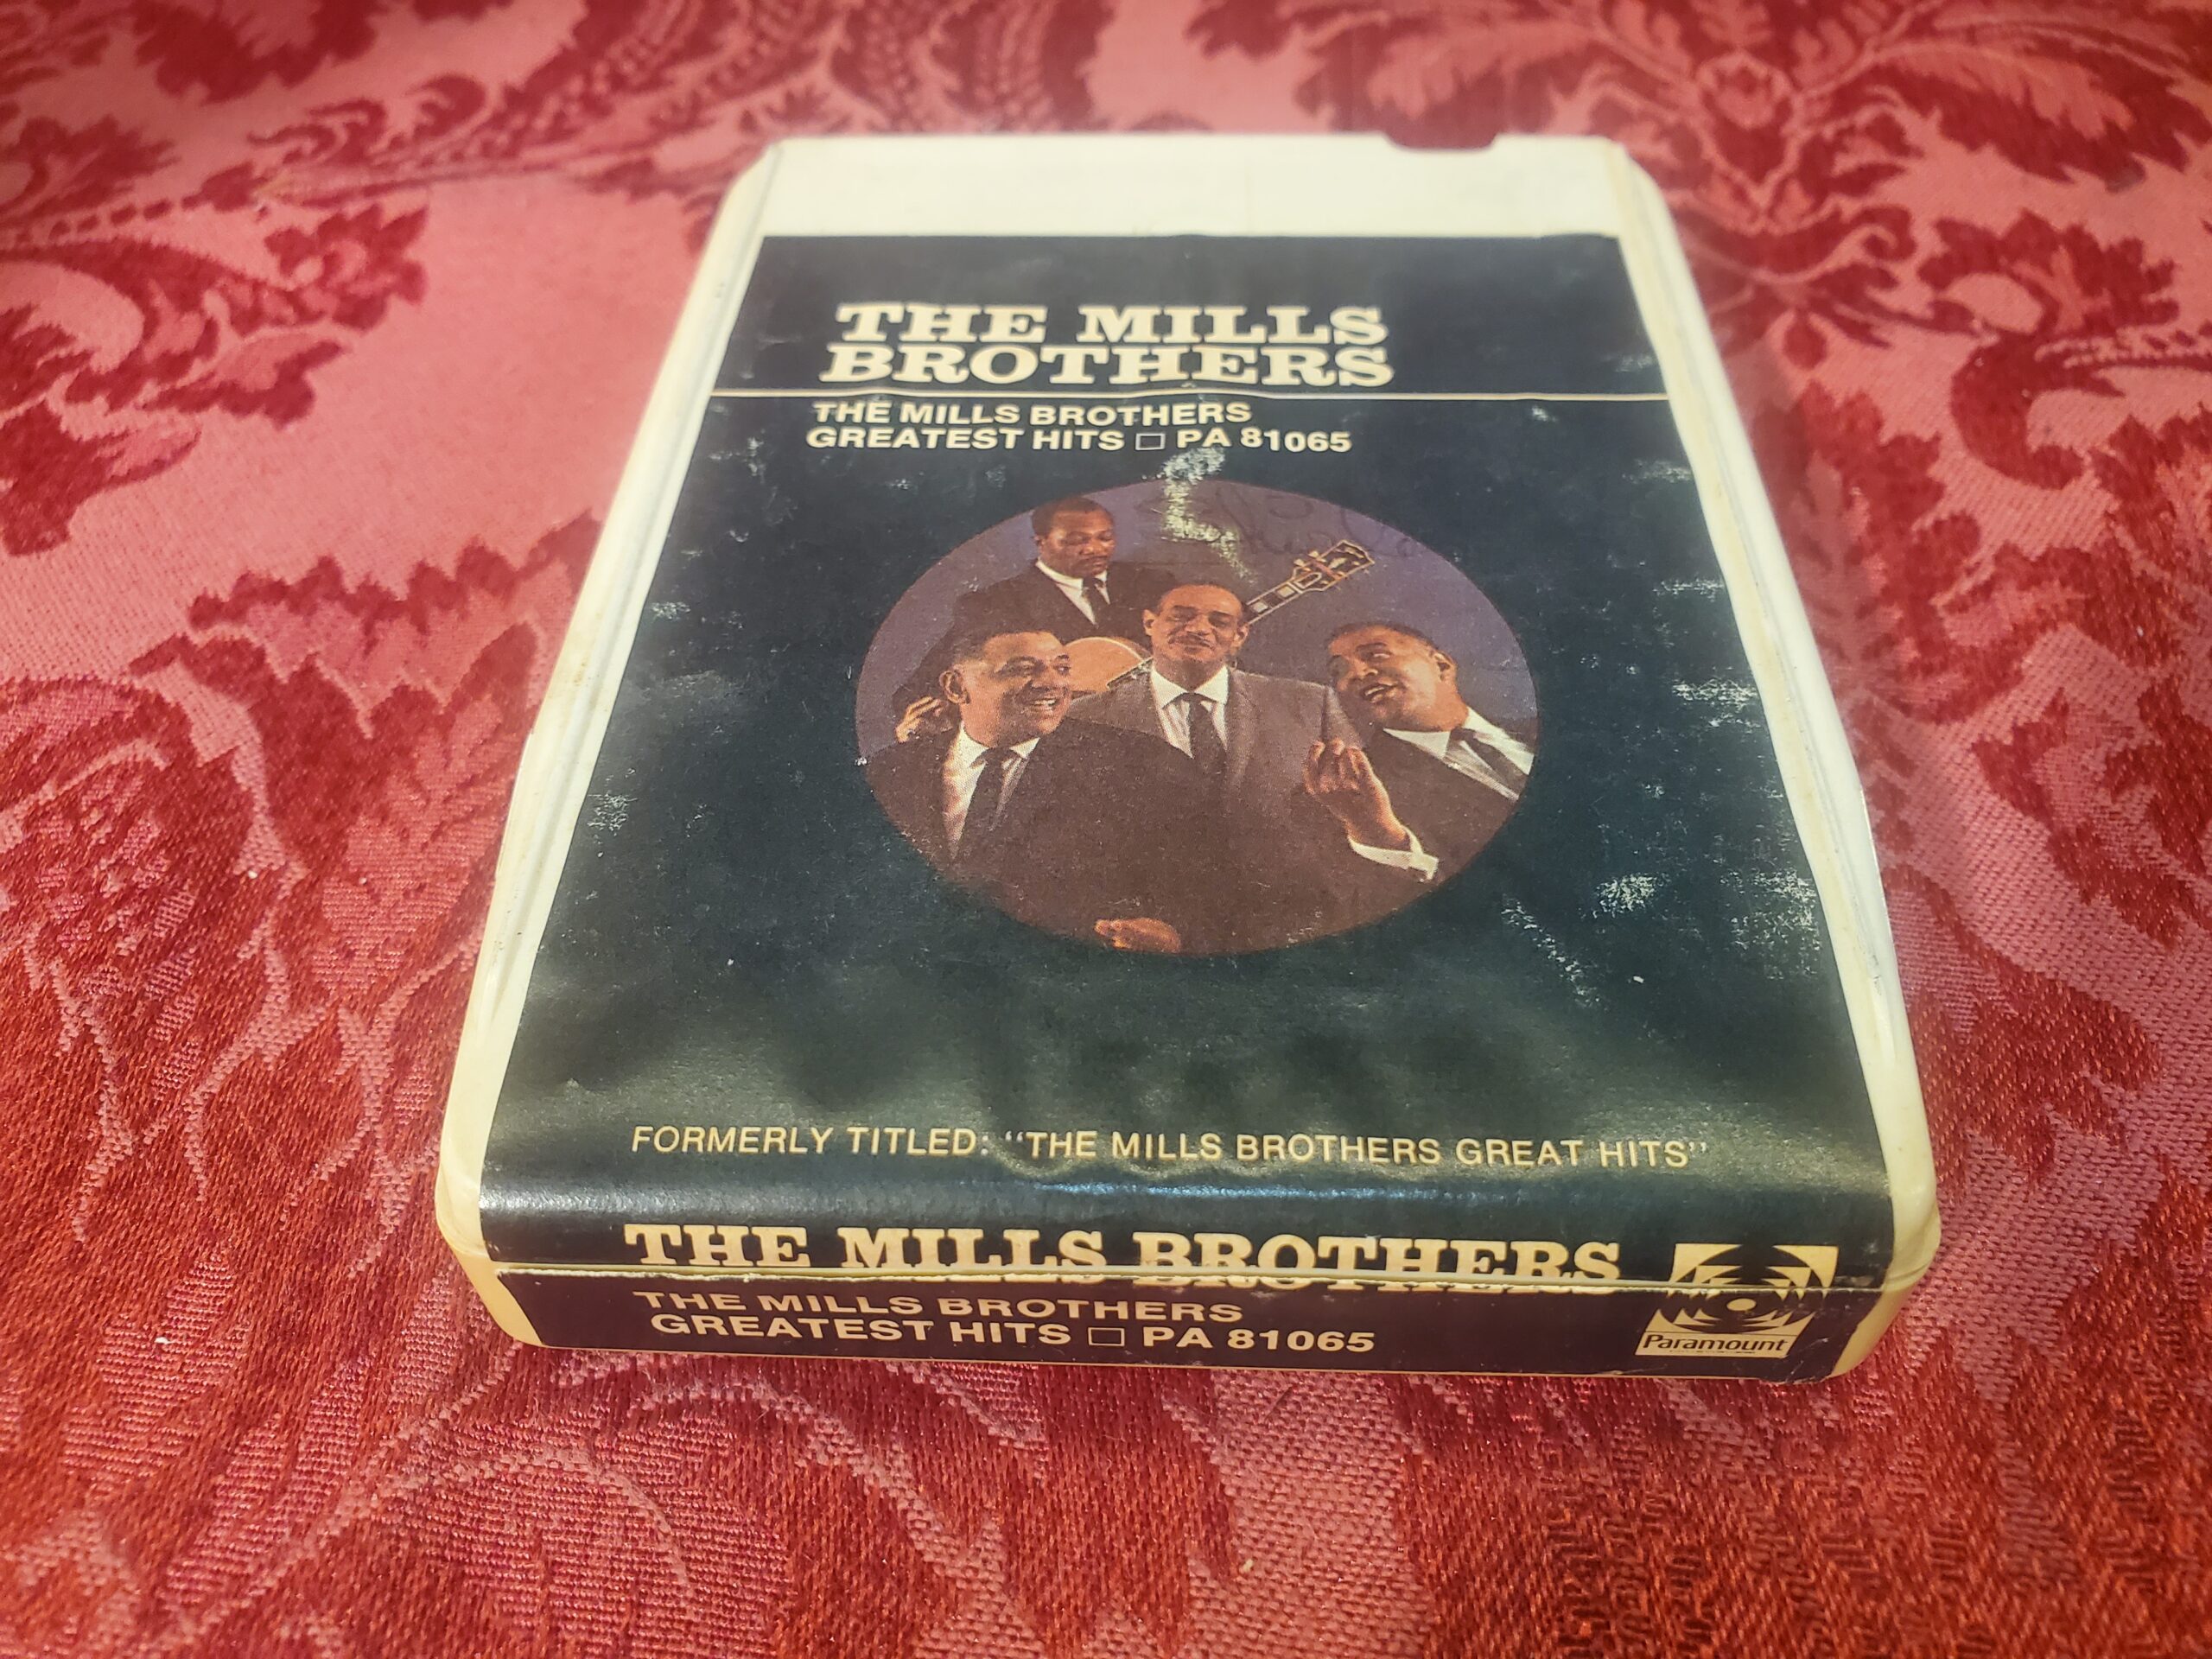 THE MILLS
BROTHERS
THE MILLS BROTHERS
GREATEST HITS □ PA 81065
FORMERLY TITLED: "THE MILLS BROTHERS GREAT HITS"
THE MILLS BROTHERS
THE MILLS BROTHERS
GREATEST HITS □ PA 81065
Paramount